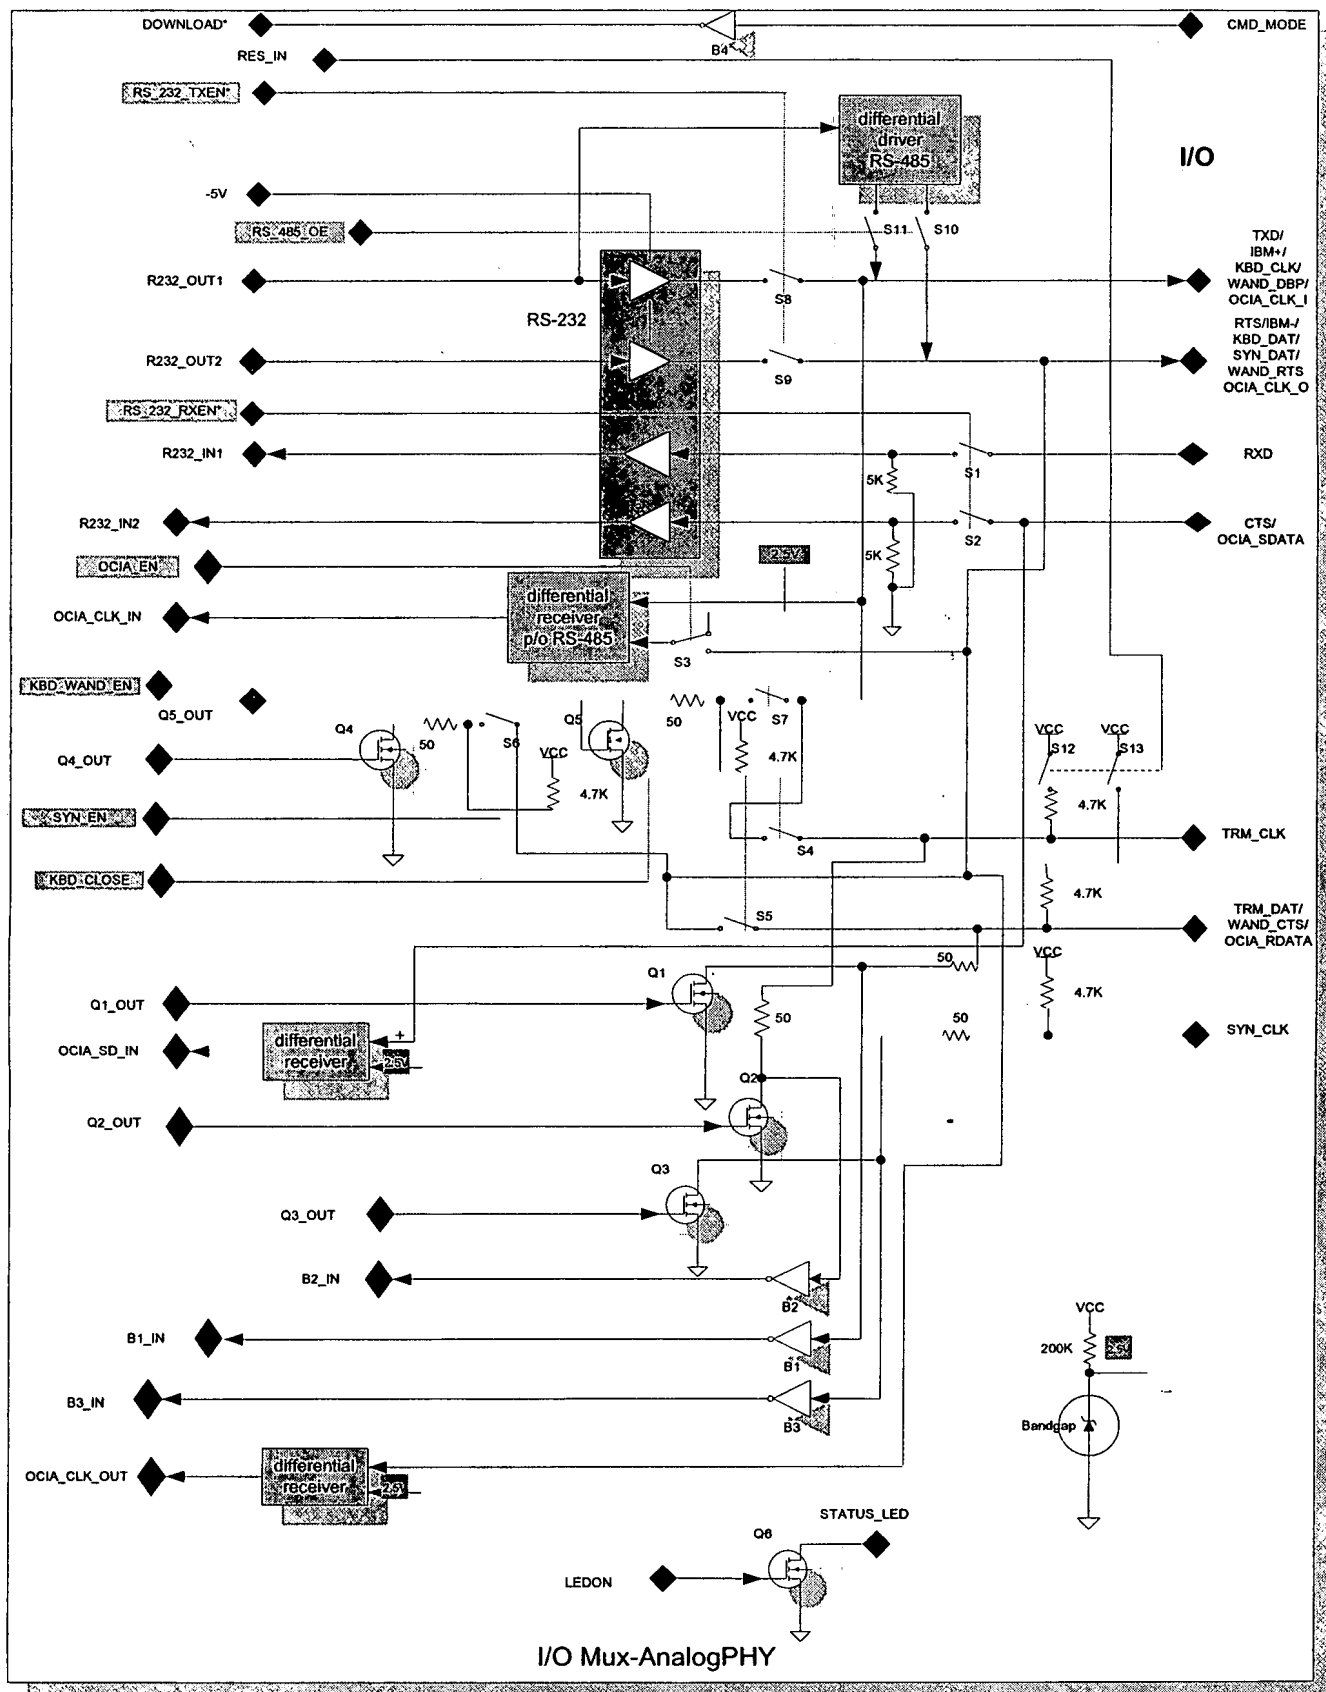 DOWNLOAD*
CMD_MODE
B4
RES_IN
RS_232_TXEN*
differential
driver
RS-485
I/O
-5V
RS_485_OE
S11
S10
TXD/
IBM+/
KBD_CLK/
WAND_DBP/
OCIA_CLK_I
R232_OUT1
S8
RS-232
RTS/IBM-/
KBD_DAT/
SYN_DAT/
WAND_RTS
OCIA_CLK_O
R232_OUT2
S9
RS_232_RXEN*
R232_IN1
S1
RXD
5K
R232_IN2
S2
CTS/
OCIA_SDATA
2.5V
5K
OCIA_EN
differential
receiver
p/o RS-485
OCIA_CLK_IN
S3
KBD_WAND_EN
Q5_OUT
Q4
50
S6
Q5
50
VCC
S7
VCC
S12
VCC
S13
Q4_OUT
VCC
4.7K
4.7K
4.7K
SYN_EN
TRM_CLK
S4
KBD_CLOSE
4.7K
S5
TRM_DAT/
WAND_CTS/
OCIA_RDATA
VCC
50
Q1
4.7K
Q1_OUT
50
50
SYN_CLK
OCIA_SD_IN
differential
receiver
+
2.5V
Q2
Q2_OUT
Q3
Q3_OUT
B2_IN
B2
VCC
B1_IN
B1
200K
2.5V
B3_IN
B3
Bandgap
OCIA_CLK_OUT
differential
receiver
2.5V
STATUS_LED
Q6
LEDON
I/O Mux-AnalogPHY